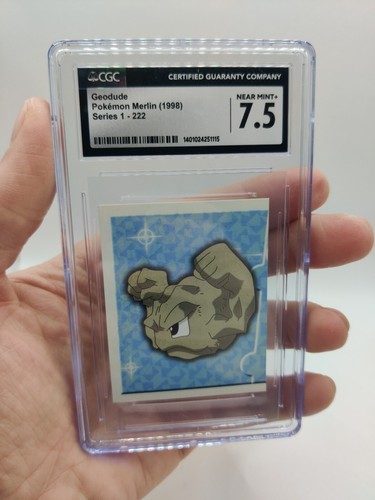 CGC
CERTIFIED GUARANTY COMPANY
Geodude
Pokémon Merlin (1998)
Series 1 - 222
NEAR MINT+
7.5
1401024251115